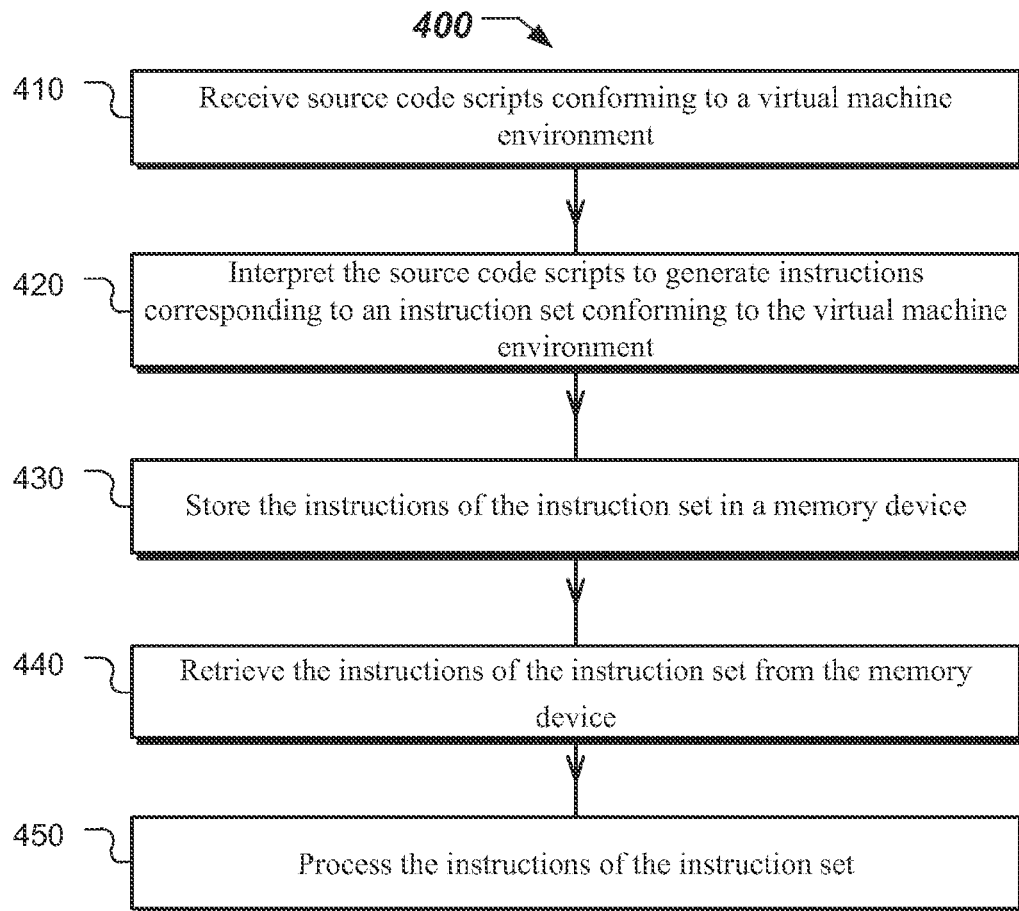 400
410
Receive source code scripts conforming to a virtual machine
environment
420
Interpret the source code scripts to generate instructions
corresponding to an instruction set conforming to the virtual machine
environment
430
Store the instructions of the instruction set in a memory device
440
Retrieve the instructions of the instruction set from the memory
device
450
Process the instructions of the instruction set